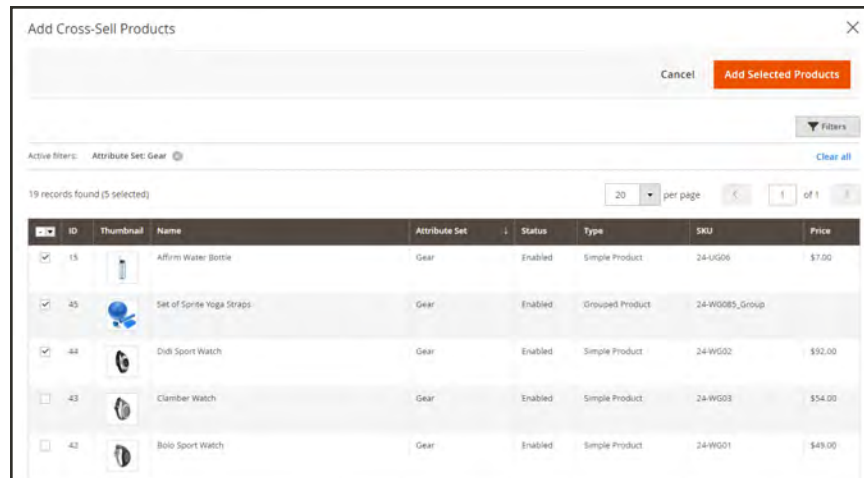 Add Cross-Sell Products
Cancel Add Selected Products
Filters
Active filters: Attribute Set: Gear Clear all
19 records found (5 selected) 20 per page 1 of 1
ID Thumbnail Name Attribute Set ↓ Status Type SKU Price
15 Affirm Water Bottle Gear Enabled Simple Product 24-UG06 $7.00
45 Set of Sprite Yoga Straps Gear Enabled Grouped Product 24-WG085_Group
44 Didi Sport Watch Gear Enabled Simple Product 24-WG02 $92.00
43 Clamber Watch Gear Enabled Simple Product 24-WG03 $54.00
42 Bolo Sport Watch Gear Enabled Simple Product 24-WG01 $49.00